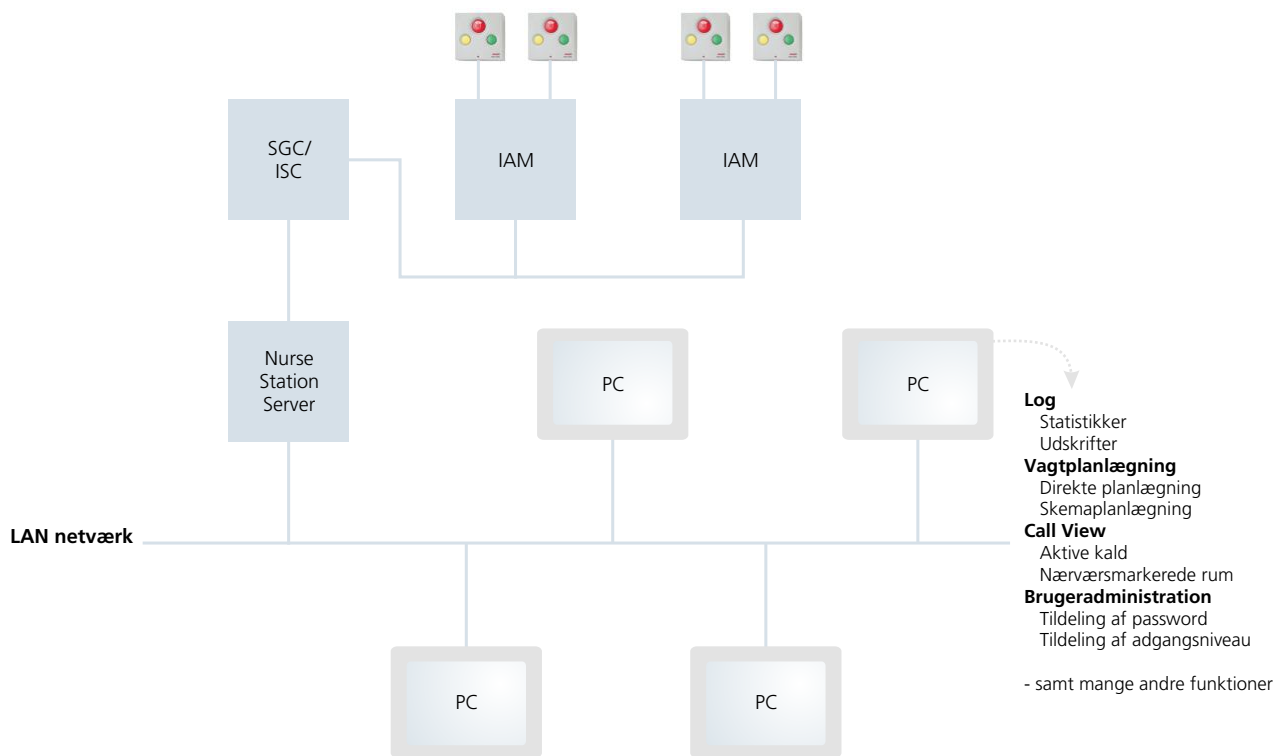 SGC/
ISC
IAM
IAM
Nurse
Station
Server
PC
PC
Log
Statistikker
Udskrifter
Vagtplanlægning
Direkte planlægning
Skemaplanlægning
LAN netværk
Call View
Aktive kald
Nærværsmarkerede rum
Brugeradministration
Tildeling af password
Tildeling af adgangsniveau
- samt mange andre funktioner
PC
PC